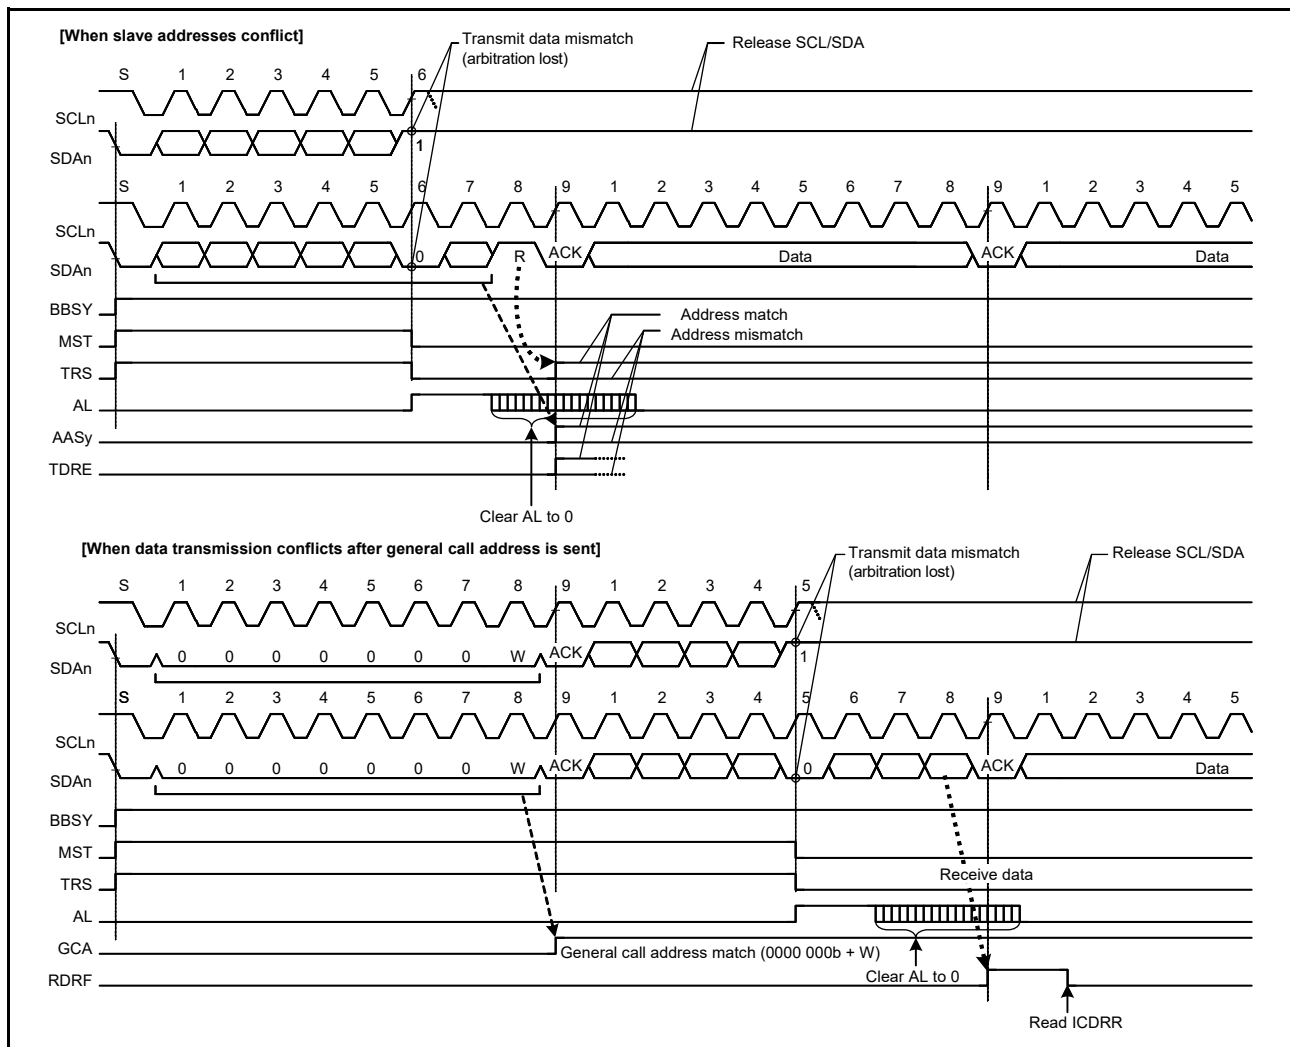 [When slave addresses conflict]
Transmit data mismatch
(arbitration lost)
Release SCL/SDA
S 1 2 3 4 5 6
SCLn
SDAn 1
S 1 2 3 4 5 6 7 8 9 1 2 3 4 5 6 7 8 9 1 2 3 4 5
SCLn
SDAn 0 R ACK Data ACK Data
BBSY
Address match
MST
Address mismatch
TRS
AL
AASy
TDRE
Clear AL to 0
[When data transmission conflicts after general call address is sent]
Transmit data mismatch
(arbitration lost)
Release SCL/SDA
S 1 2 3 4 5 6 7 8 9 1 2 3 4 5
SCLn
SDAn 0 0 0 0 0 0 0 W ACK 1
S 1 2 3 4 5 6 7 8 9 1 2 3 4 5 6 7 8 9 1 2 3 4 5
SCLn
SDAn 0 0 0 0 0 0 0 W ACK 0 ACK Data
BBSY
MST
TRS Receive data
AL
GCA General call address match (0000 000b + W)
RDRF Clear AL to 0
Read ICDRR